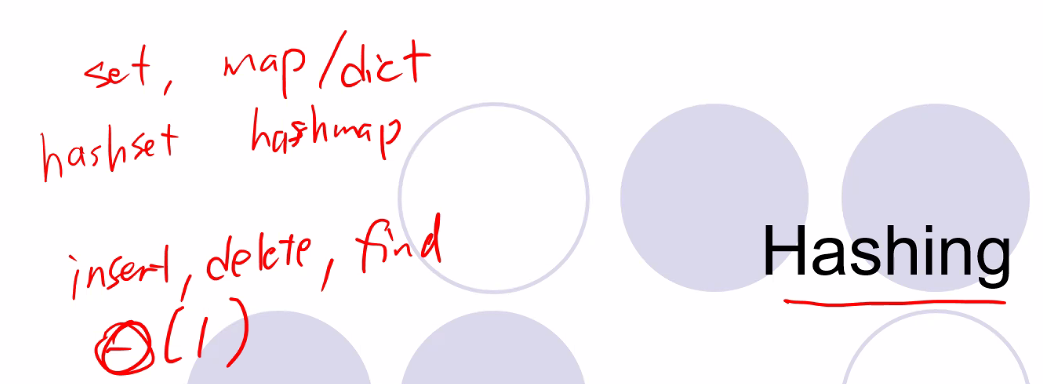 set, map/dict
hashset hashmap
insert, delete, find
Θ(1)
Hashing